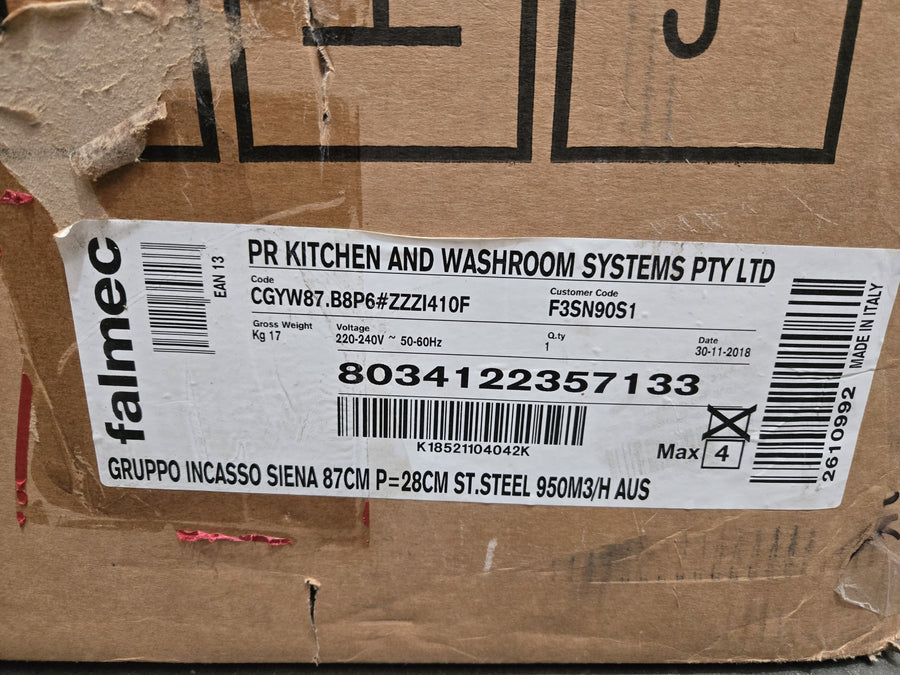 falmec
EAN 13
PR KITCHEN AND WASHROOM SYSTEMS PTY LTD
Code
CGYW87.B8P6#ZZZI410F
Customer Code
F3SN90S1
Gross Weight
Kg 17
Voltage
220-240V ~ 50-60Hz
Q.ty
1
Date
30-11-2018
8034122357133
K18521104042K
Max 4
2610992 MADE IN ITALY
GRUPPO INCASSO SIENA 87CM P=28CM ST.STEEL 950M3/H AUS